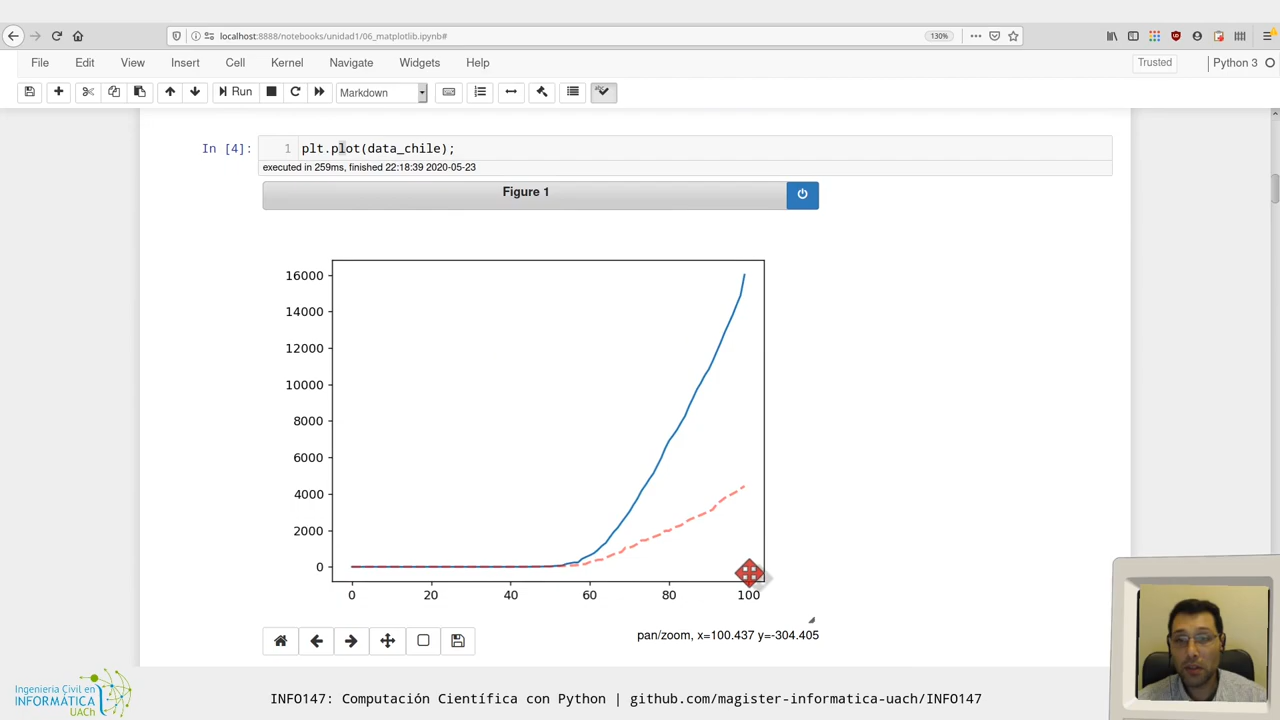 localhost:8888/notebooks/unidad1/06_matplotlib.ipynb#
130%
File Edit View Insert Cell Kernel Navigate Widgets Help
Trusted
Python 3
Run
Markdown
In [4]:
1 plt.plot(data_chile);
executed in 259ms, finished 22:18:39 2020-05-23
Figure 1
16000
14000
12000
10000
8000
6000
4000
2000
0
0 20 40 60 80 100
pan/zoom, x=100.437 y=-304.405
Ingeniería Civil en
INFORMÁTICA
UACh
INFO147: Computación Científica con Python | github.com/magister-informatica-uach/INFO147